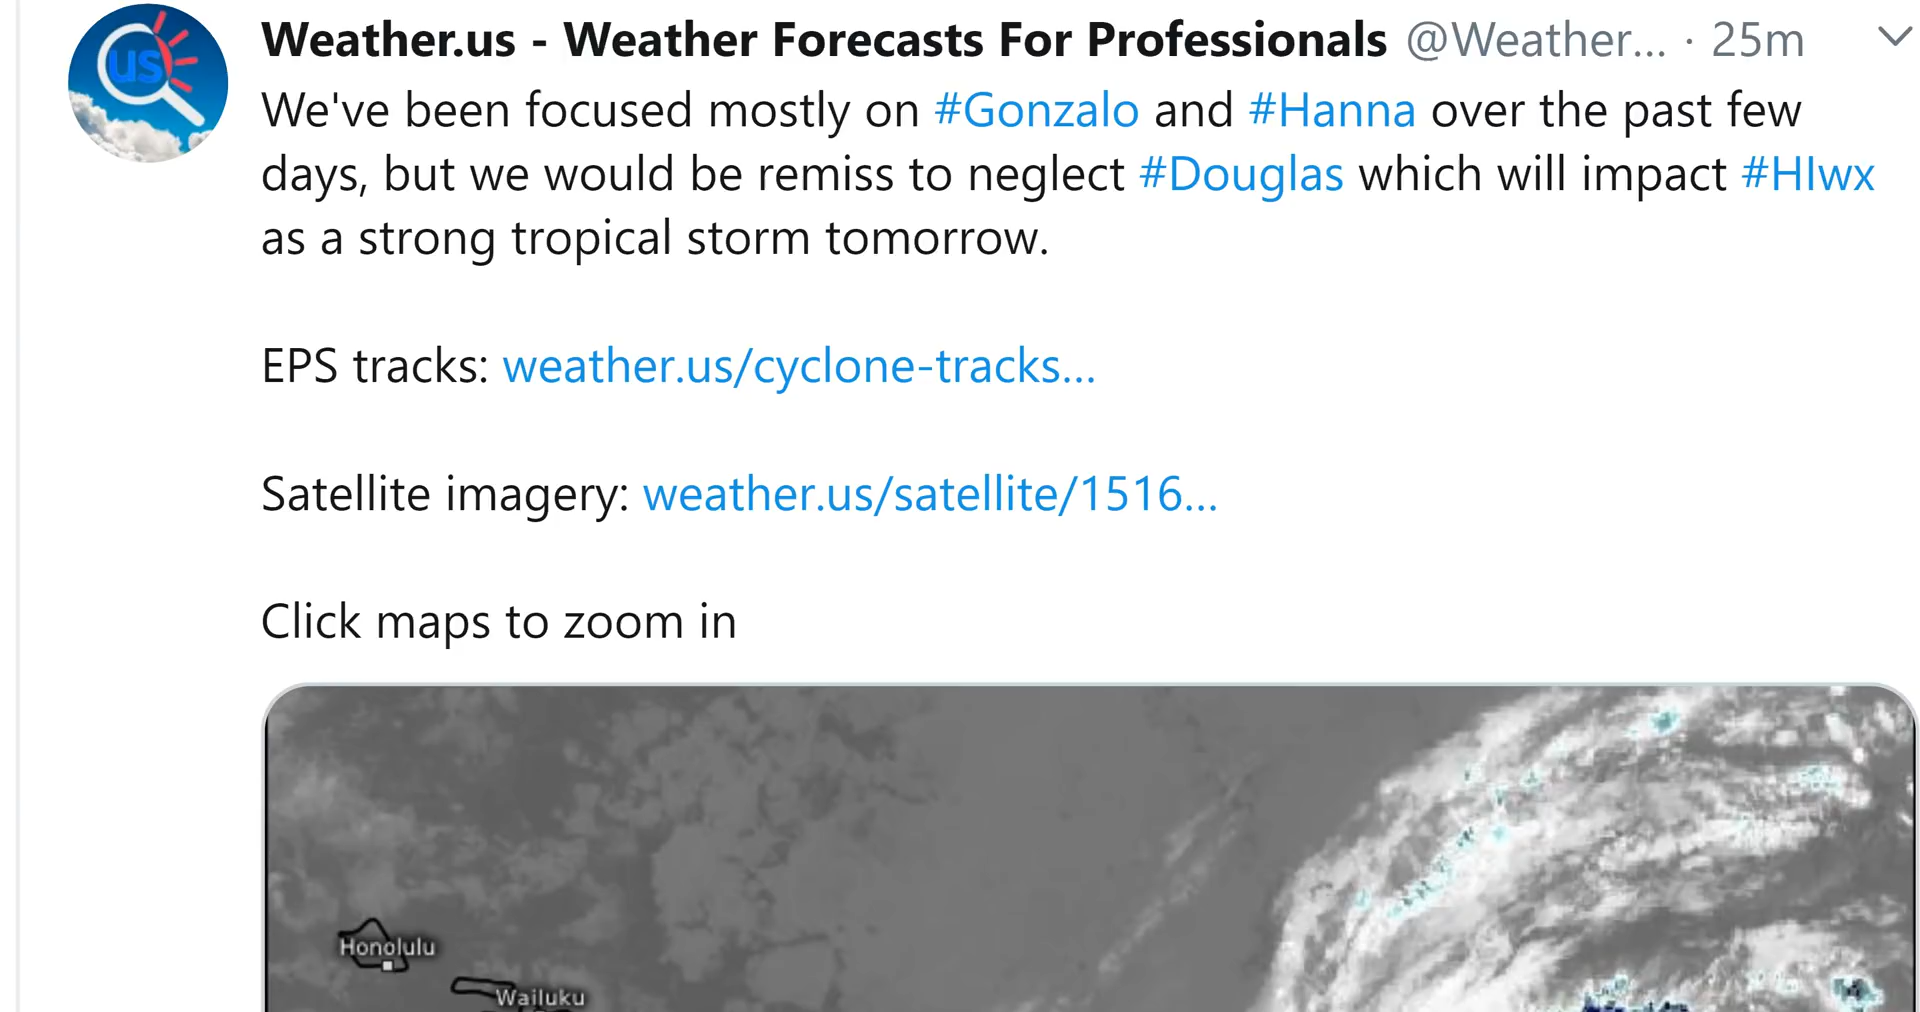 us
Weather.us - Weather Forecasts For Professionals @Weather... · 25m
We've been focused mostly on #Gonzalo and #Hanna over the past few
days, but we would be remiss to neglect #Douglas which will impact #HIwx
as a strong tropical storm tomorrow.
EPS tracks: weather.us/cyclone-tracks...
Satellite imagery: weather.us/satellite/1516...
Click maps to zoom in
Honolulu
Wailuku